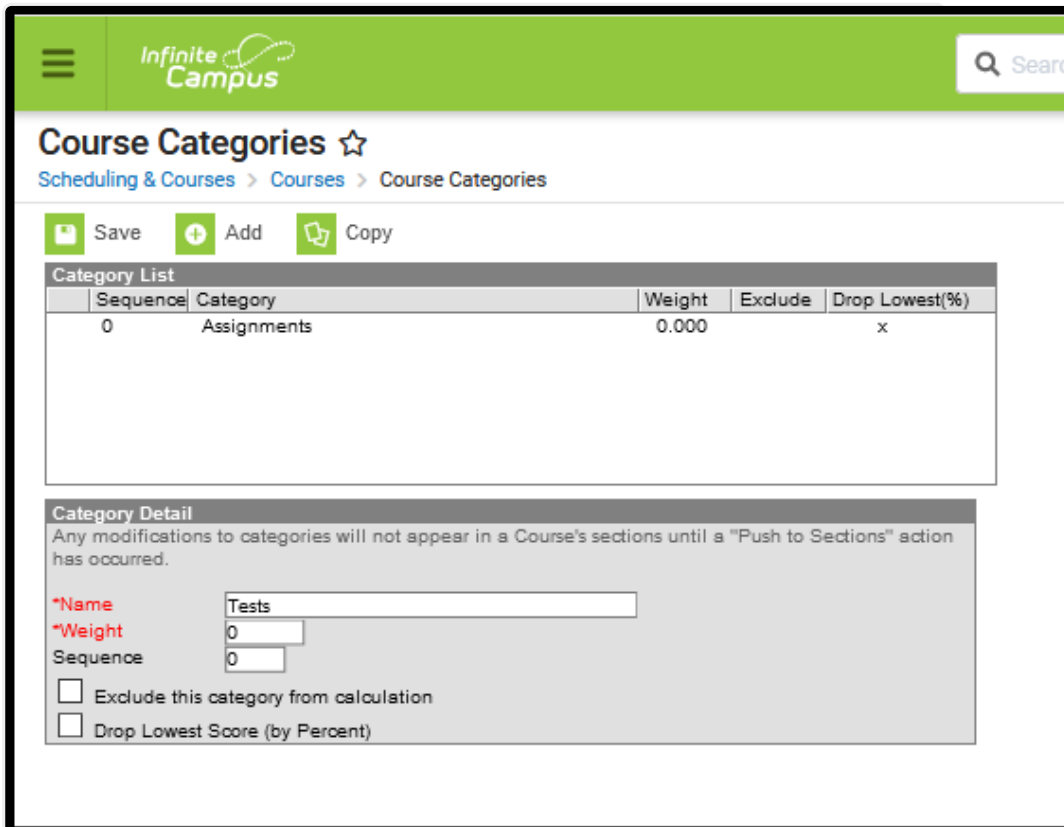 Infinite
Campus
Course Categories
Scheduling & Courses > Courses > Course Categories
Save Add Copy
Category List
Sequence Category Weight Exclude Drop Lowest(%)
0 Assignments 0.000 x
Category Detail
Any modifications to categories will not appear in a Course's sections until a "Push to Sections" action
has occurred.
*Name Tests
*Weight 0
Sequence 0
Exclude this category from calculation
Drop Lowest Score (by Percent)